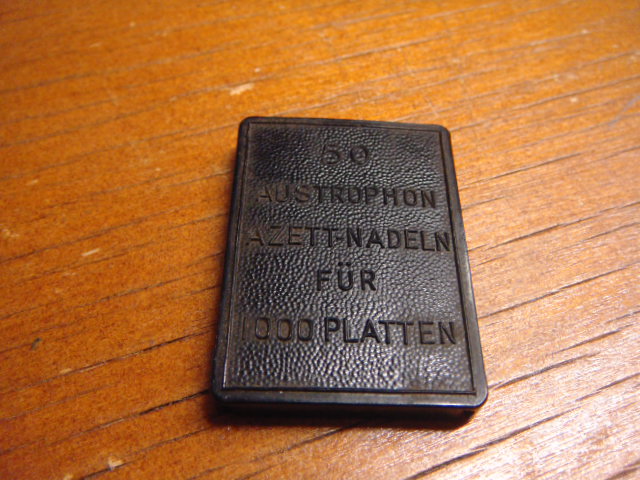 50
AUSTROPHON
AZETT-NADELN
FÜR
1000 PLATTEN